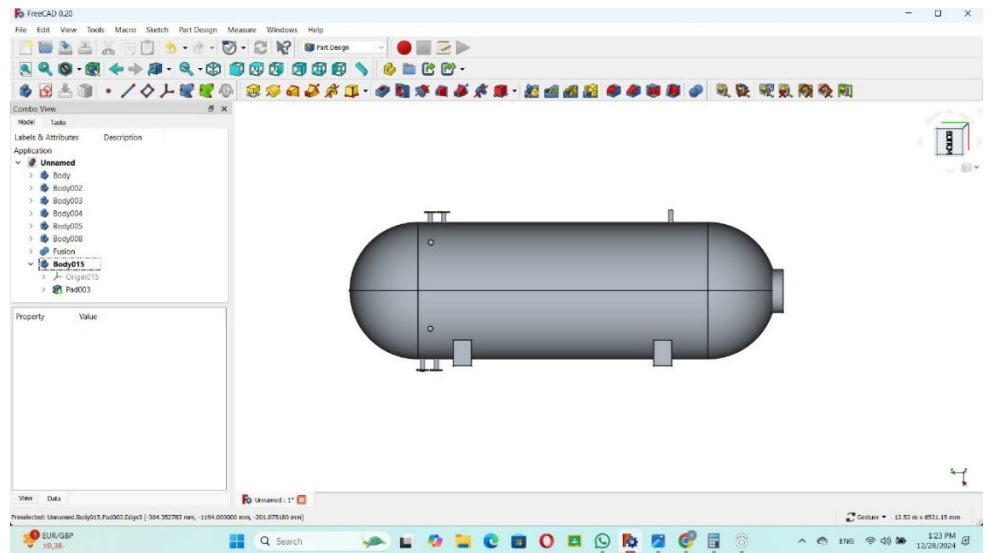 FreeCAD 0.20
File Edit View Tools Macro Sketch Part Design Measure Windows Help
Part Design
Combo View
Model Tasks
Labels & Attributes Description
Application
Unnamed
Body
Body002
Body003
Body004
Body005
Body008
Fusion
Body015
Origin015
Pad003
Property Value
BOTTOM
View Data
Unnamed : 1*
Preselected: Unnamed.Body015.Pad003.Edge3 (-304.352783 mm, -1194.000000 mm, -201.075180 mm)
Gesture 12.53 m x 6531.15 mm
EUR/GBP
Search
ENG
1:23 PM
12/28/2024